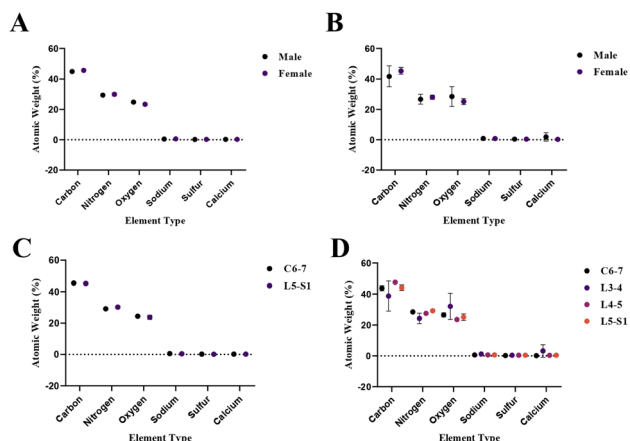 A
Atomic Weight (%)
60
40
20
0
-20
Male
Female
Carbon
Nitrogen
Oxygen
Sodium
Sulfur
Calcium
Element Type
B
Atomic Weight (%)
60
40
20
0
-20
Male
Female
Carbon
Nitrogen
Oxygen
Sodium
Sulfur
Calcium
Element Type
C
Atomic Weight (%)
60
40
20
0
-20
C6-7
L5-S1
Carbon
Nitrogen
Oxygen
Sodium
Sulfur
Calcium
Element Type
D
Atomic Weight (%)
60
40
20
0
-20
C6-7
L3-4
L4-5
L5-S1
Carbon
Nitrogen
Oxygen
Sodium
Sulfur
Calcium
Element Type